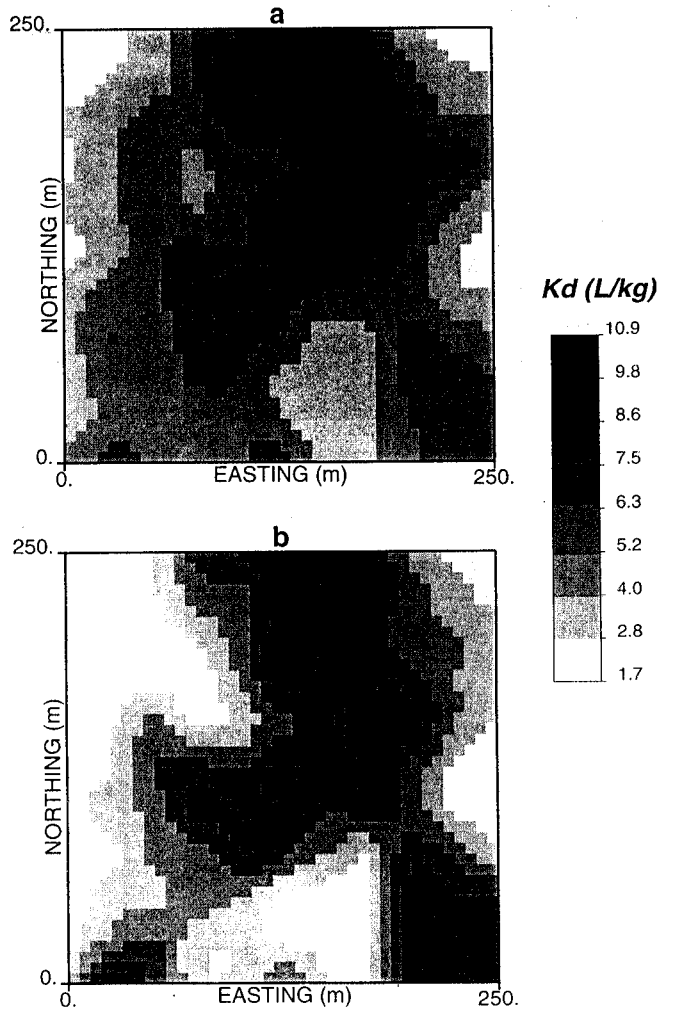 a
250.
NORTHING (m)
0.
0.
EASTING (m)
250.
Kd (L/kg)
10.9
9.8
8.6
7.5
6.3
5.2
4.0
2.8
1.7
b
250.
NORTHING (m)
0.
0.
EASTING (m)
250.